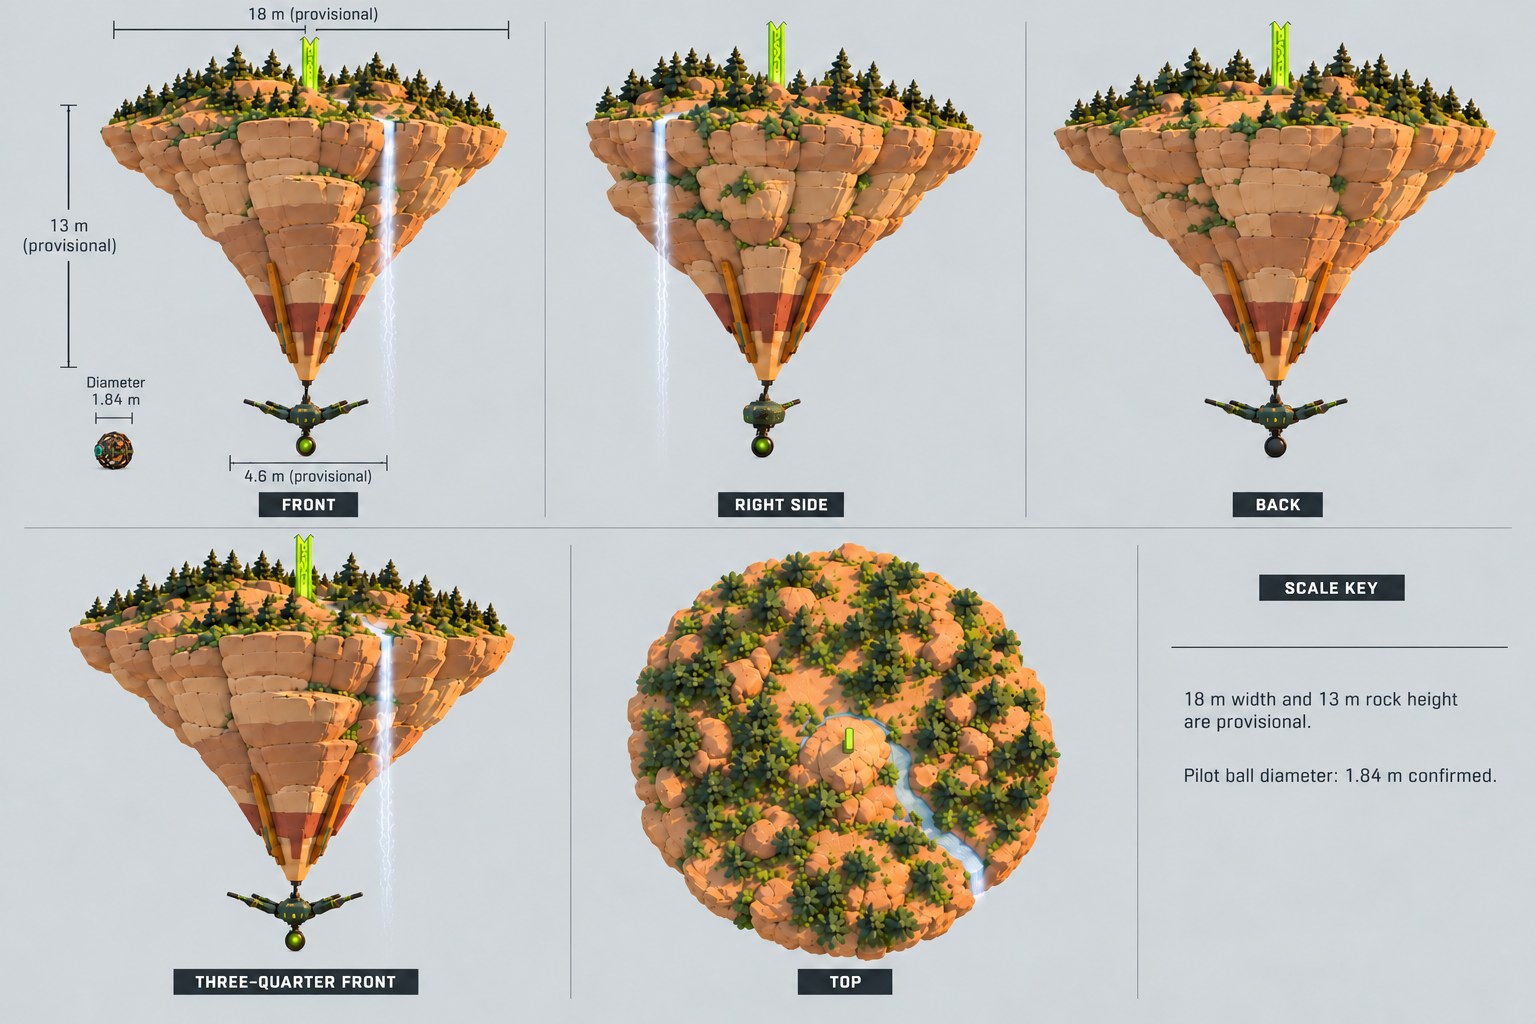 18 m (provisional)
13 m
(provisional)
Diameter
1.84 m
4.6 m (provisional)
FRONT
RIGHT SIDE
BACK
THREE-QUARTER FRONT
TOP
SCALE KEY
18 m width and 13 m rock height
are provisional.
Pilot ball diameter: 1.84 m confirmed.